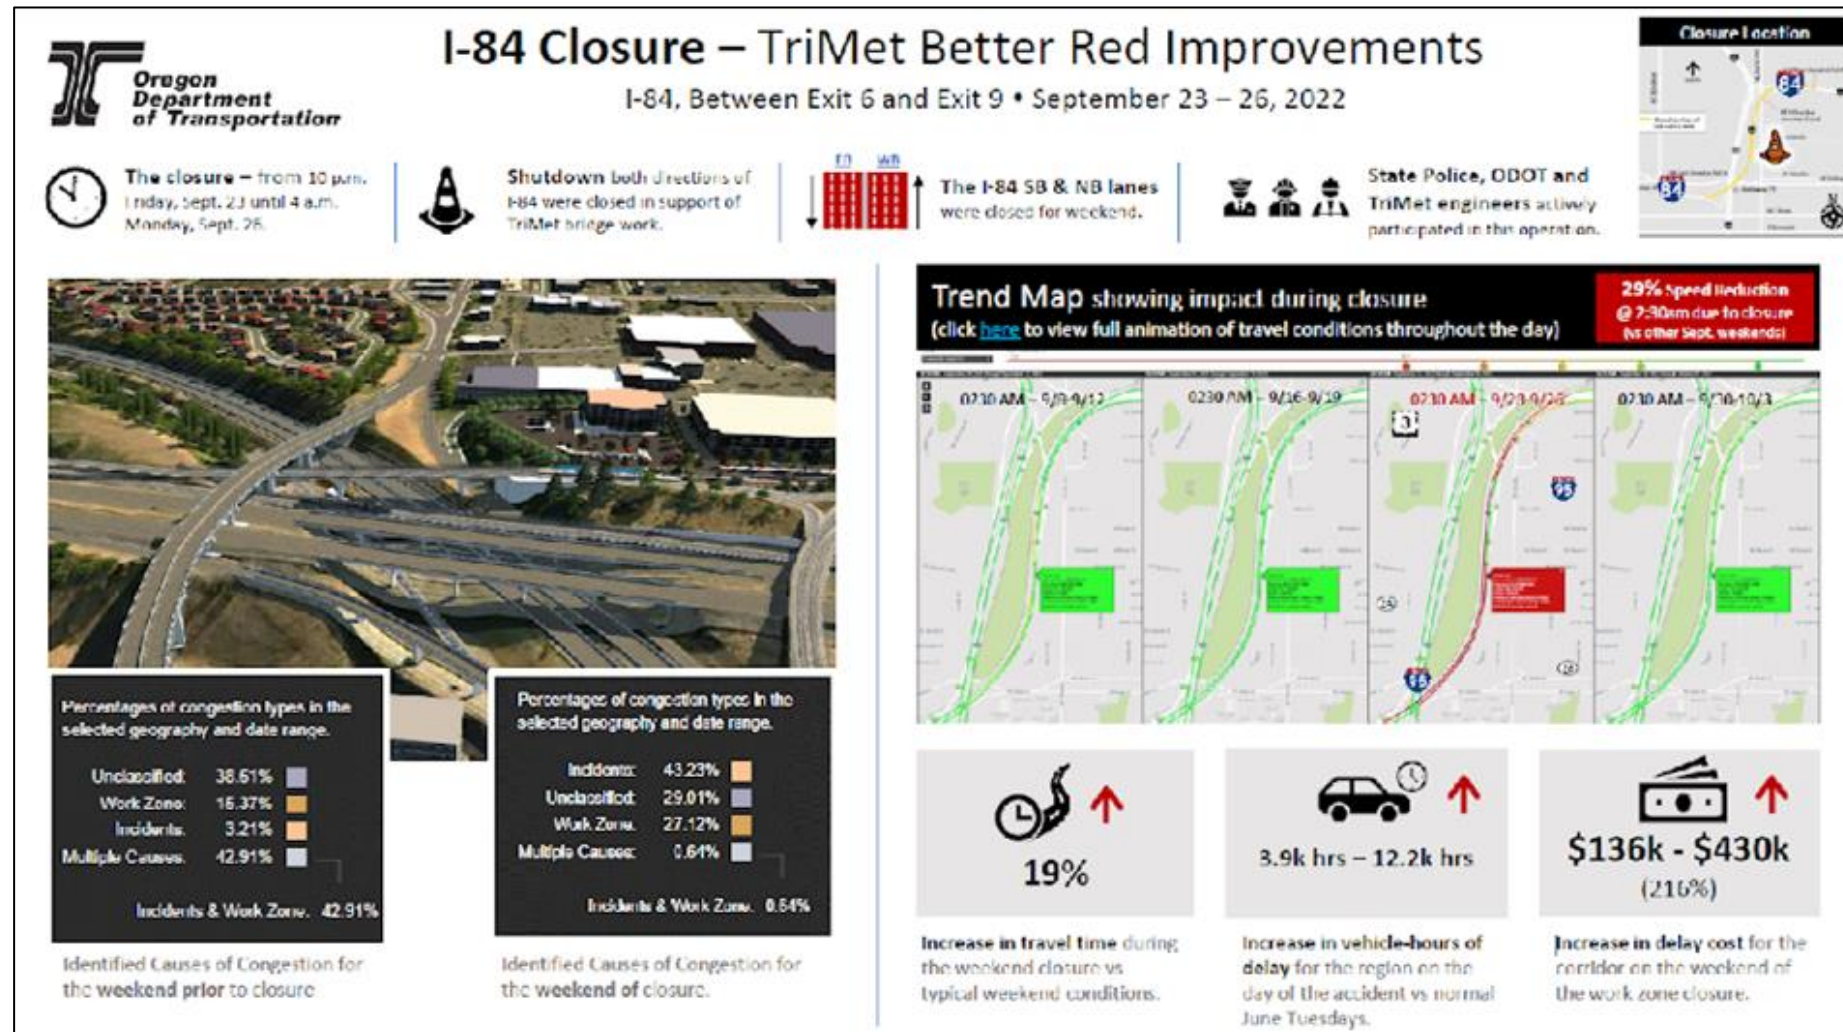 Oregon
Department
of Transportation
I-84 Closure – TriMet Better Red Improvements
I-84, Between Exit 6 and Exit 9 • September 23 – 26, 2022
Closure Location
84
84
The closure – from 10 p.m.
Friday, Sept. 23 until 4 a.m.
Monday, Sept. 26.
Shutdown both directions of
I-84 were closed in support of
TriMet bridge work.
EB WB
The I-84 SB & NB lanes
were closed for weekend.
State Police, ODOT and
TriMet engineers actively
participated in this operation.
Percentages of congestion types in the
selected geography and date range.
Unclassified: 38.51%
Work Zone: 15.37%
Incidents: 3.21%
Multiple Causes: 42.91%
Incidents & Work Zone: 42.91%
Identified Causes of Congestion for
the weekend prior to closure
Percentages of congestion types in the
selected geography and date range.
Incidents: 43.23%
Unclassified: 29.01%
Work Zone: 27.12%
Multiple Causes: 0.64%
Incidents & Work Zone: 0.64%
Identified Causes of Congestion for
the weekend of closure.
Trend Map showing impact during closure
(click here to view full animation of travel conditions throughout the day)
29% Speed Reduction
@ 2:30am due to closure
(vs other Sept. weekends)
0230 AM – 9/8-9/12
0230 AM – 9/16-9/19
0230 AM – 9/23-9/26
0230 AM – 9/30-10/3
95
95
19%
Increase in travel time during
the weekend closure vs
typical weekend conditions.
3.9k hrs – 12.2k hrs
Increase in vehicle-hours of
delay for the region on the
day of the accident vs normal
June Tuesdays.
$136k - $430k
(216%)
Increase in delay cost for the
corridor on the weekend of
the work zone closure.